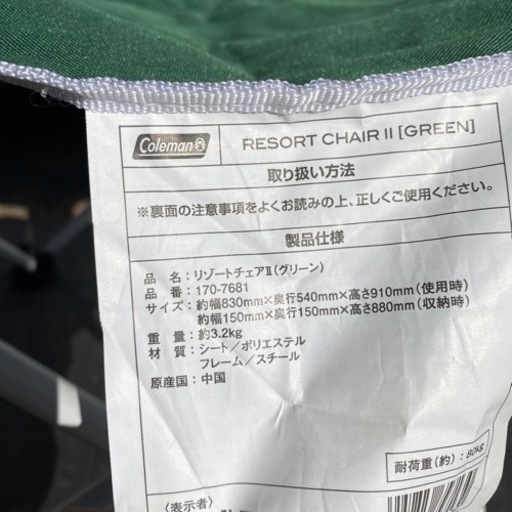 Coleman
RESORT CHAIR II [GREEN]
取り扱い方法
※裏面の注意事項をよくお読みの上、正しくご使用ください。
製品仕様
品 名：リゾートチェアⅡ(グリーン)
品 番：170-7681
サイズ：約幅830mm×奥行540mm×高さ910mm（使用時）
約幅150mm×奥行150mm×高さ880mm（収納時）
重 量：約3.2kg
材 質：シート／ポリエステル
フレーム／スチール
原産国：中国
耐荷重（約）：80kg
〈表示者〉